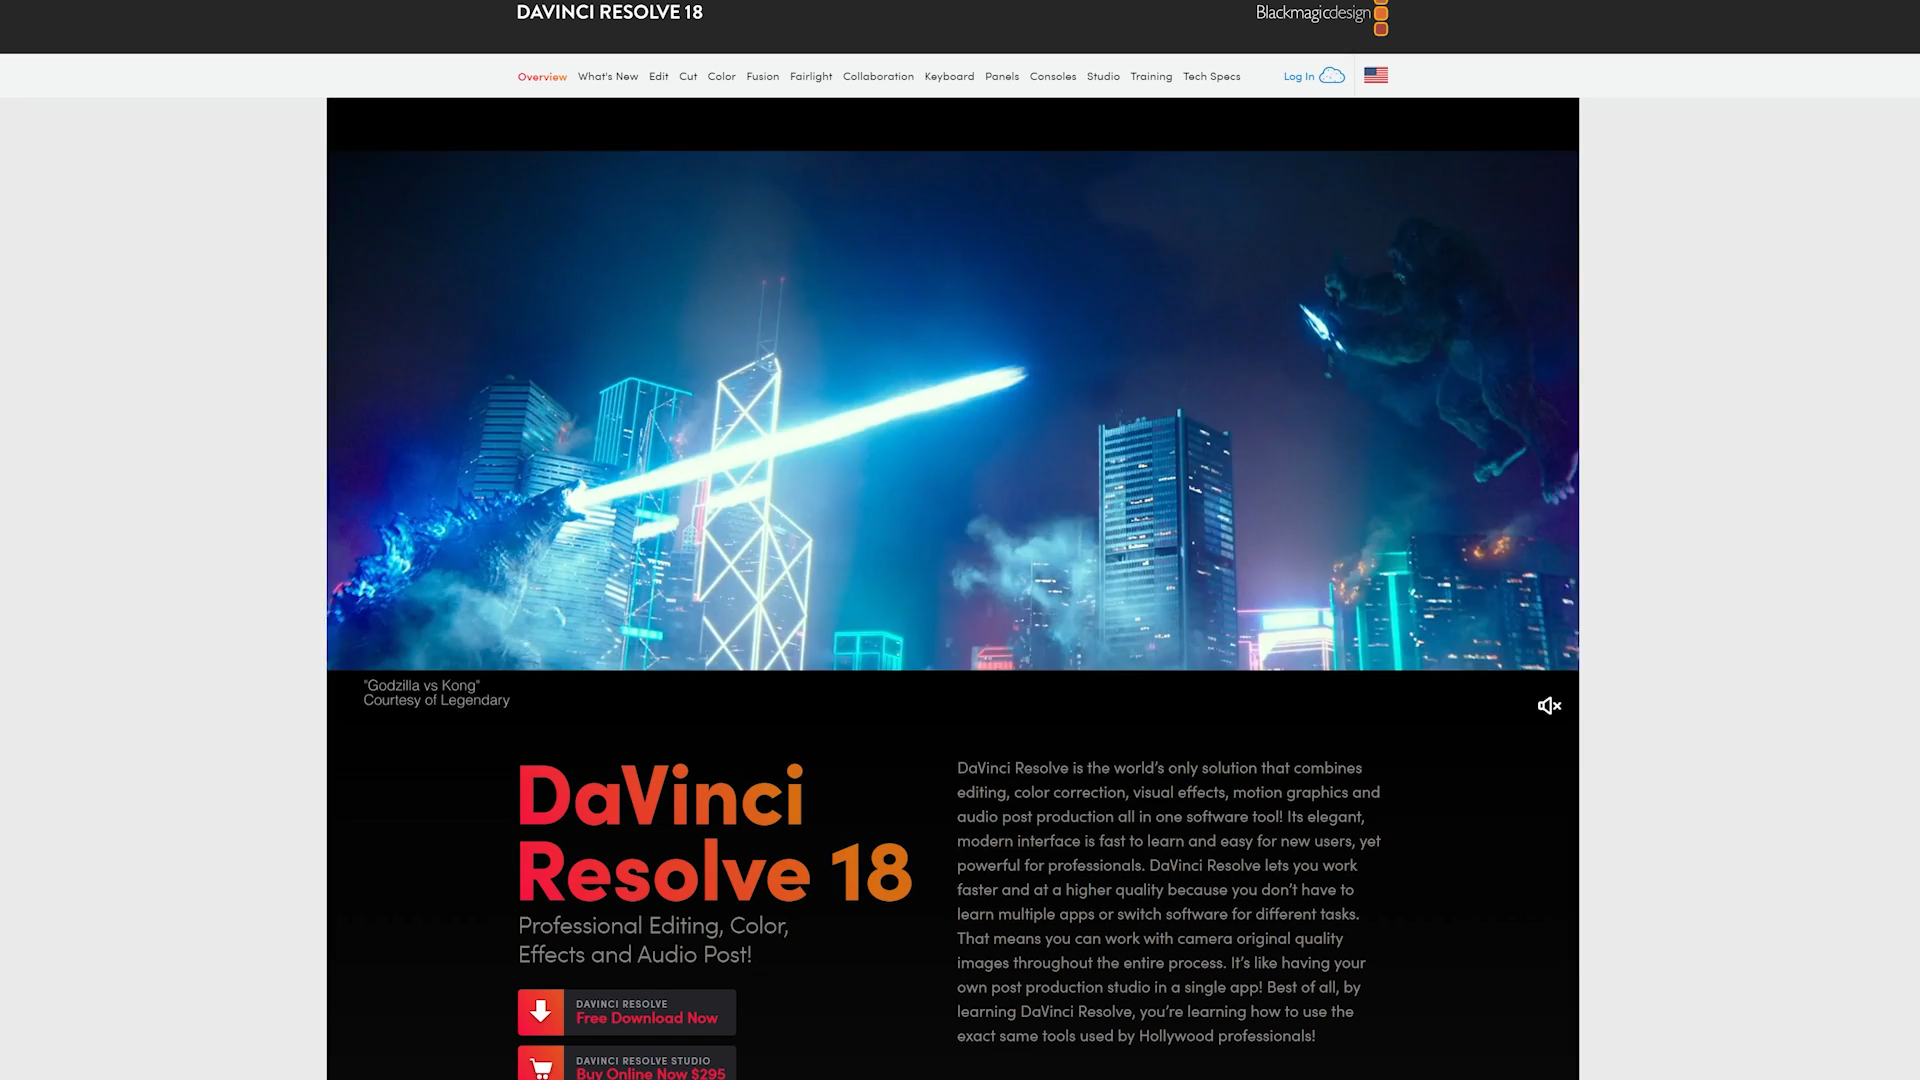 DAVINCI RESOLVE 18
Blackmagicdesign
Overview What's New Edit Cut Color Fusion Fairlight Collaboration Keyboard Panels Consoles Studio Training Tech Specs Log In
"Godzilla vs Kong"
Courtesy of Legendary
DaVinci
Resolve 18
Professional Editing, Color,
Effects and Audio Post!
DAVINCI RESOLVE
Free Download Now
DAVINCI RESOLVE STUDIO
Buy Online Now $295
DaVinci Resolve is the world's only solution that combines
editing, color correction, visual effects, motion graphics and
audio post production all in one software tool! Its elegant,
modern interface is fast to learn and easy for new users, yet
powerful for professionals. DaVinci Resolve lets you work
faster and at a higher quality because you don't have to
learn multiple apps or switch software for different tasks.
That means you can work with camera original quality
images throughout the entire process. It's like having your
own post production studio in a single app! Best of all, by
learning DaVinci Resolve, you're learning how to use the
exact same tools used by Hollywood professionals!